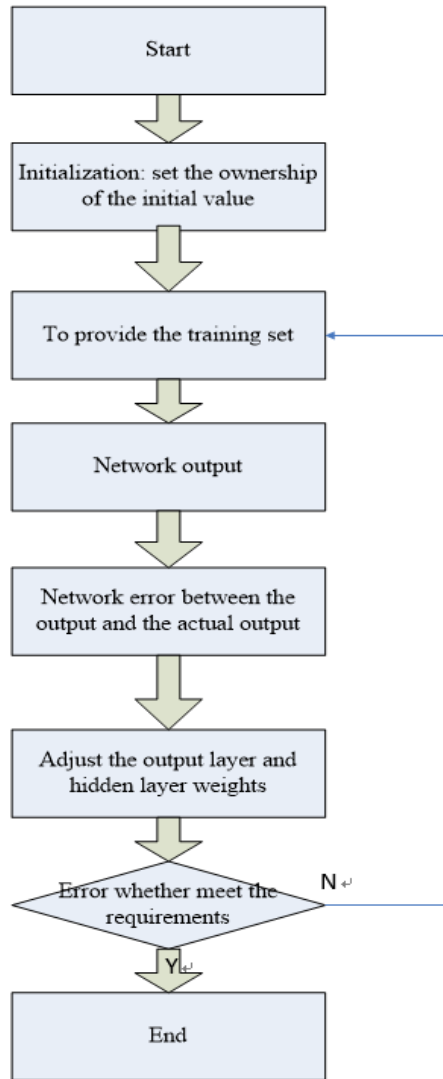 Start
Initialization: set the ownership
of the initial value
To provide the training set
Network output
Network error between the
output and the actual output
Adjust the output layer and
hidden layer weights
Error whether meet the
requirements
N
Y
End